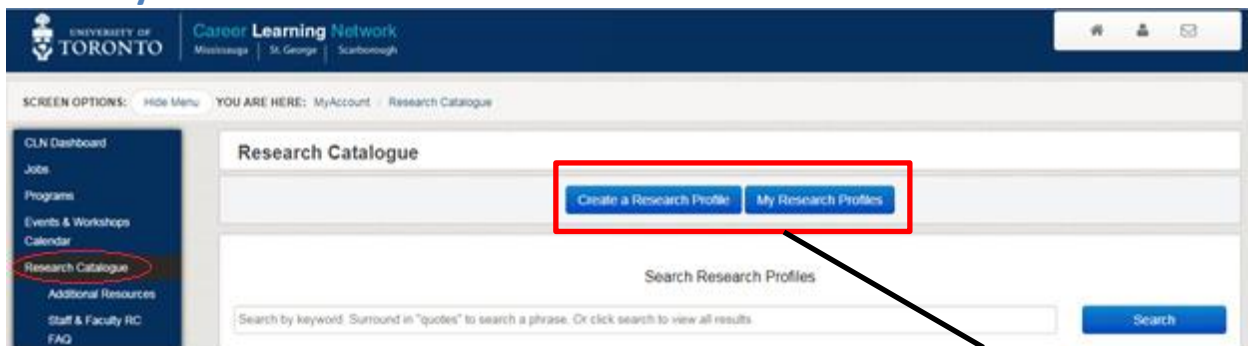 UNIVERSITY OF
TORONTO
Career Learning Network
Mississauga | St. George | Scarborough
SCREEN OPTIONS: Hide Menu YOU ARE HERE: MyAccount / Research Catalogue
CLN Dashboard
Jobs
Programs
Events & Workshops
Calendar
Research Catalogue
Additional Resources
Staff & Faculty RC
FAQ
Research Catalogue
Create a Research Profile My Research Profiles
Search Research Profiles
Search by keyword. Surround in "quotes" to search a phrase. Or click search to view all results. Search